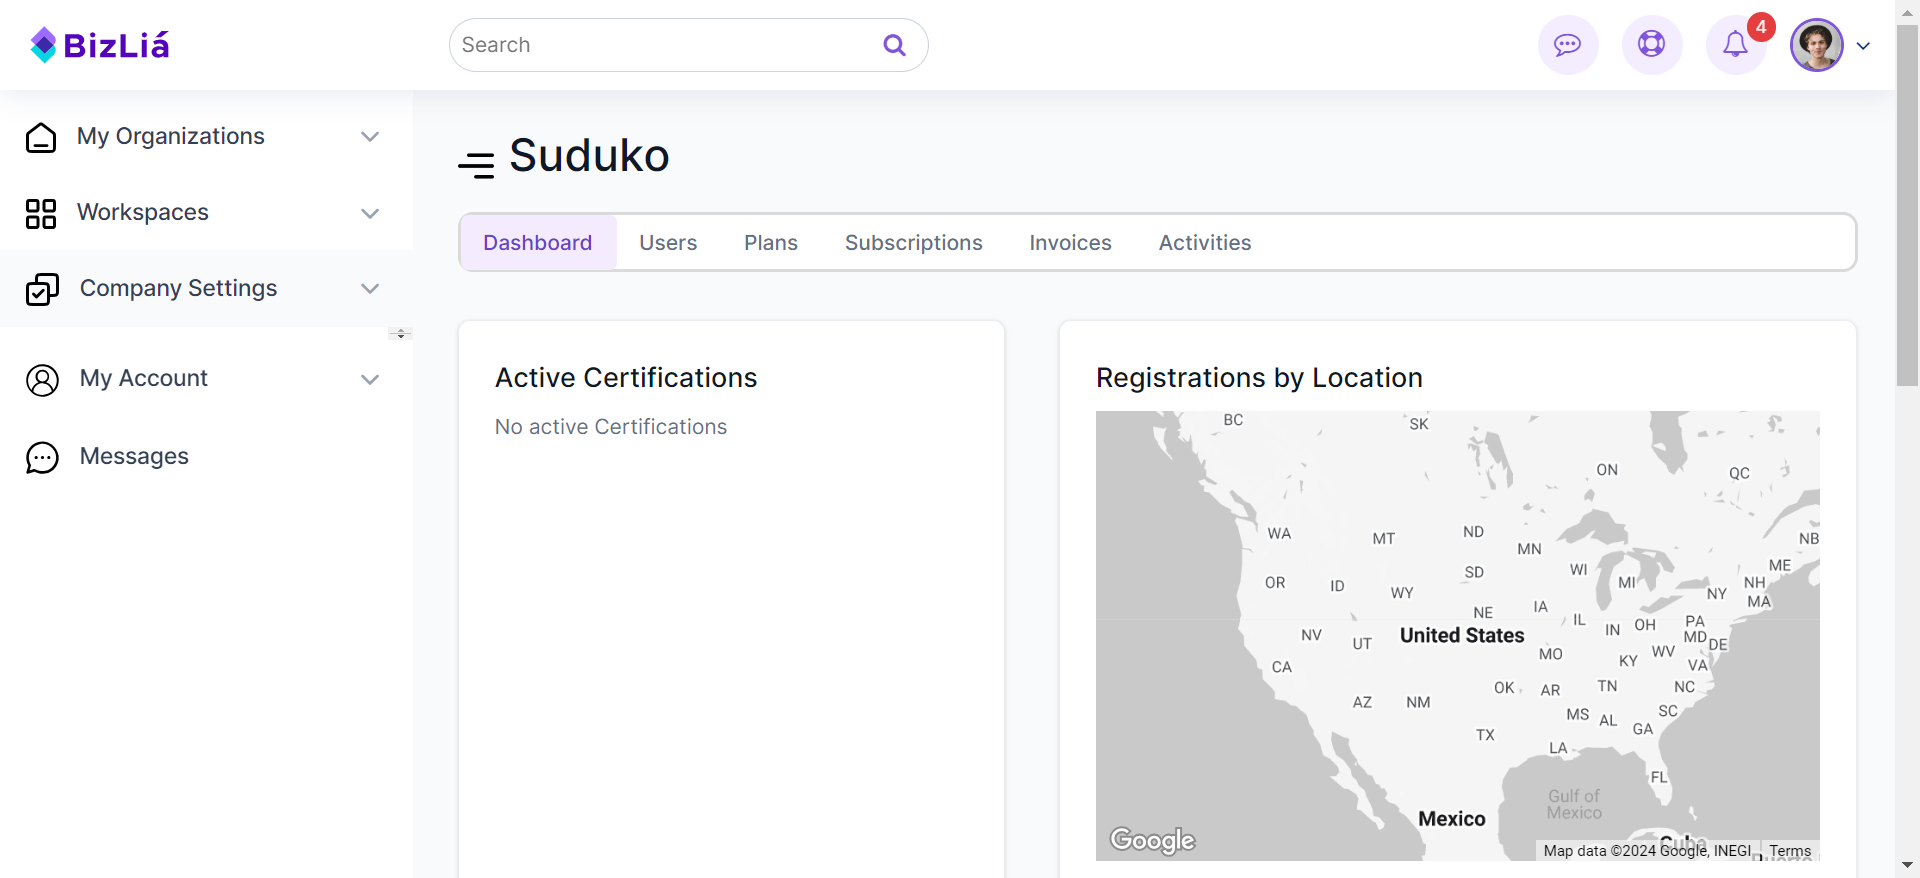 BizLiá
Search
4
My Organizations
Workspaces
Company Settings
My Account
Messages
Suduko
Dashboard Users Plans Subscriptions Invoices Activities
Active Certifications
No active Certifications
Registrations by Location
BC SK
ON QC
WA MT ND MN NB
OR ID WY SD WI MI ME NH MA NY
NE IA IL IN OH PA MD DE
NV UT United States MO KY WV VA
CA OK AR TN NC
AZ NM MS AL GA SC
TX LA
FL
Gulf of
Mexico
Mexico
Cuba
Google
Map data ©2024 Google, INEGI Terms